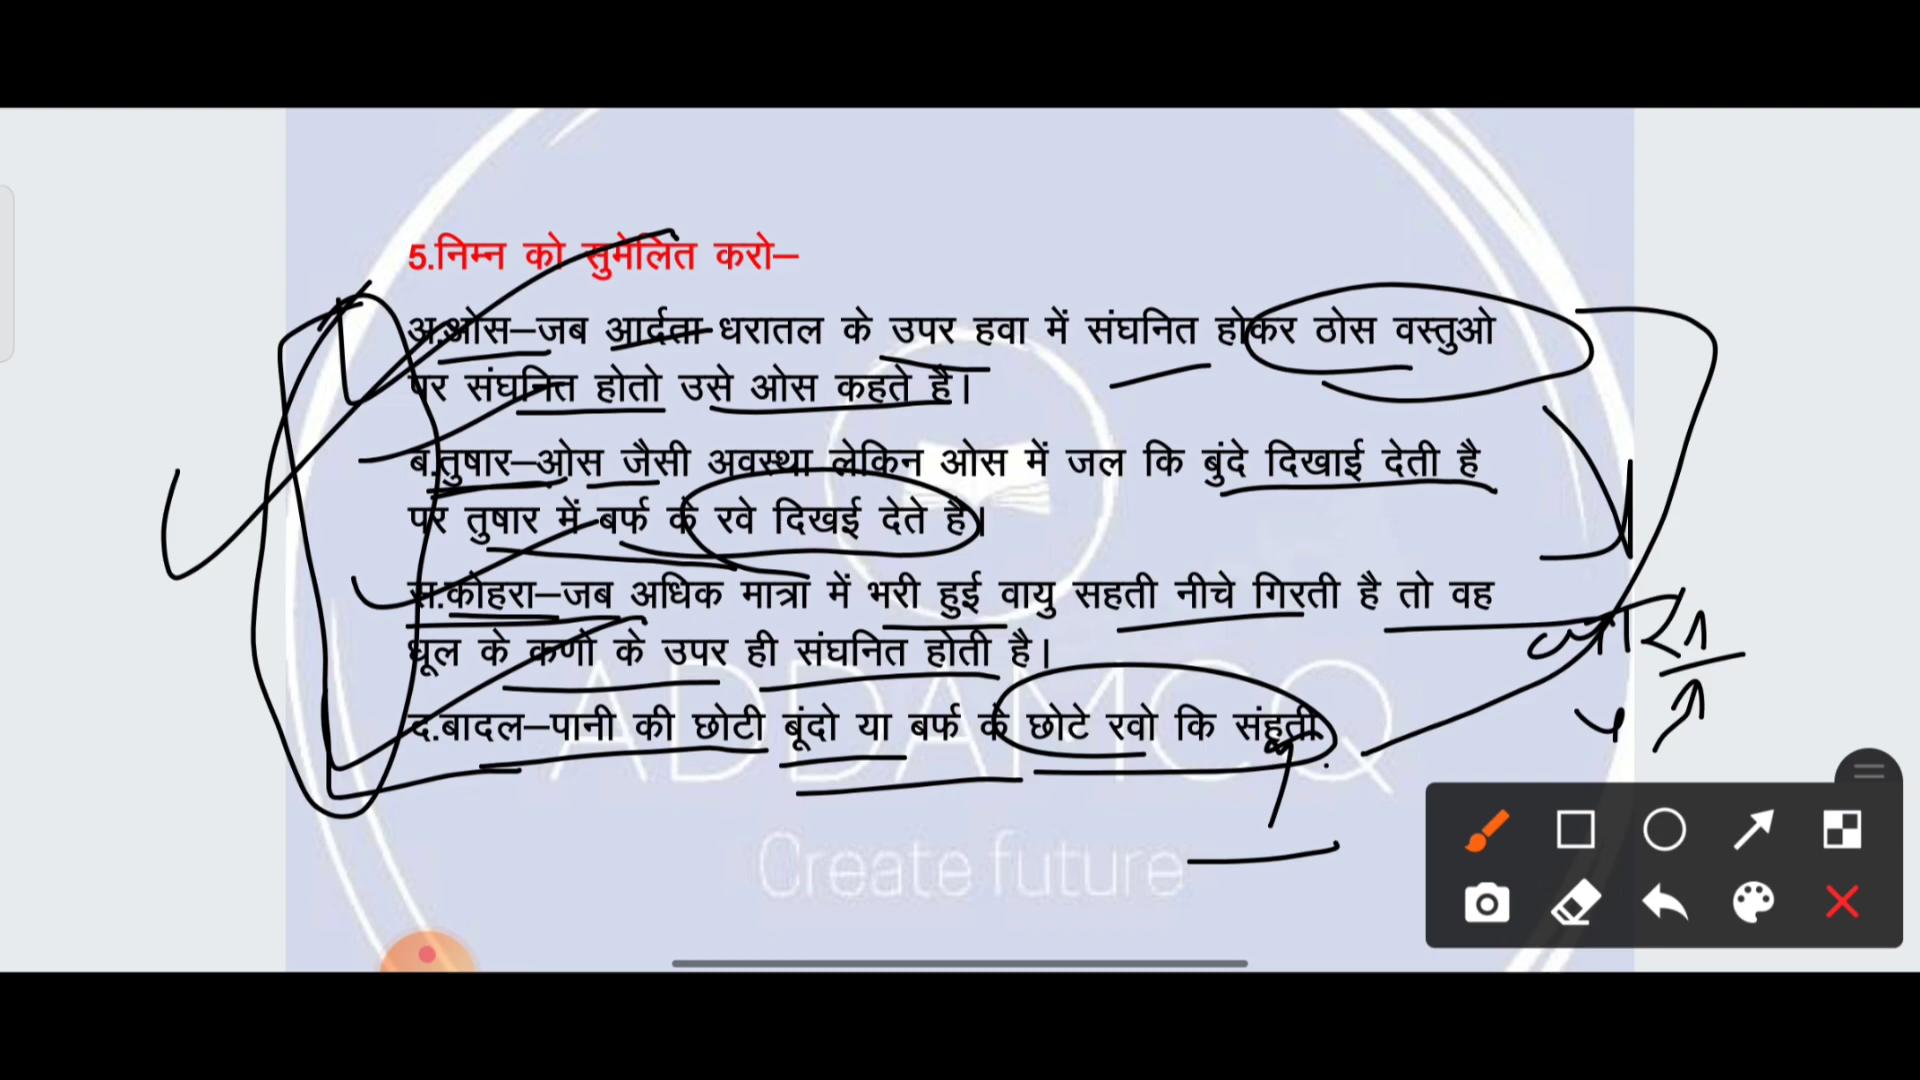 5.निम्न को सुमेलित करो–
अ.ओस–जब आर्दता धरातल के उपर हवा में संघनित होकर ठोस वस्तुओ
पर संघनित होतो उसे ओस कहते है।
ब.तुषार–ओस जैसी अवस्था लेकिन ओस में जल कि बुंदे दिखाई देती है
पर तुषार में बर्फ के रवे दिखई देते है।
स.कोहरा–जब अधिक मात्रा में भरी हुई वायु सहती नीचे गिरती है तो वह
धूल के कणो के उपर ही संघनित होती है।
द.बादल–पानी की छोटी बूंदो या बर्फ के छोटे रवो कि संहती.
ADDAMCQ
Create future